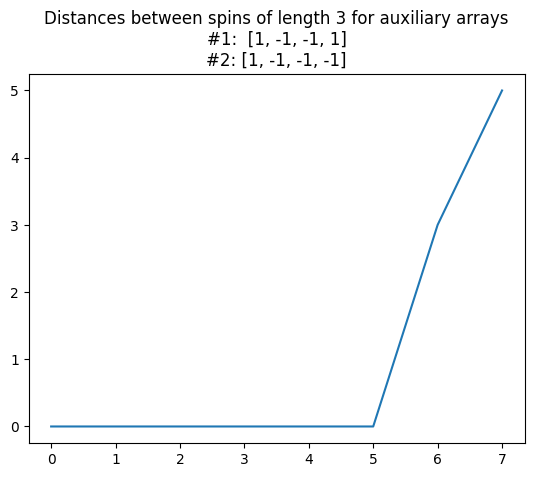 Distances between spins of length 3 for auxiliary arrays
#1:  [1, -1, -1, 1]
#2: [1, -1, -1, -1]
5
4
3
2
1
0
0 1 2 3 4 5 6 7